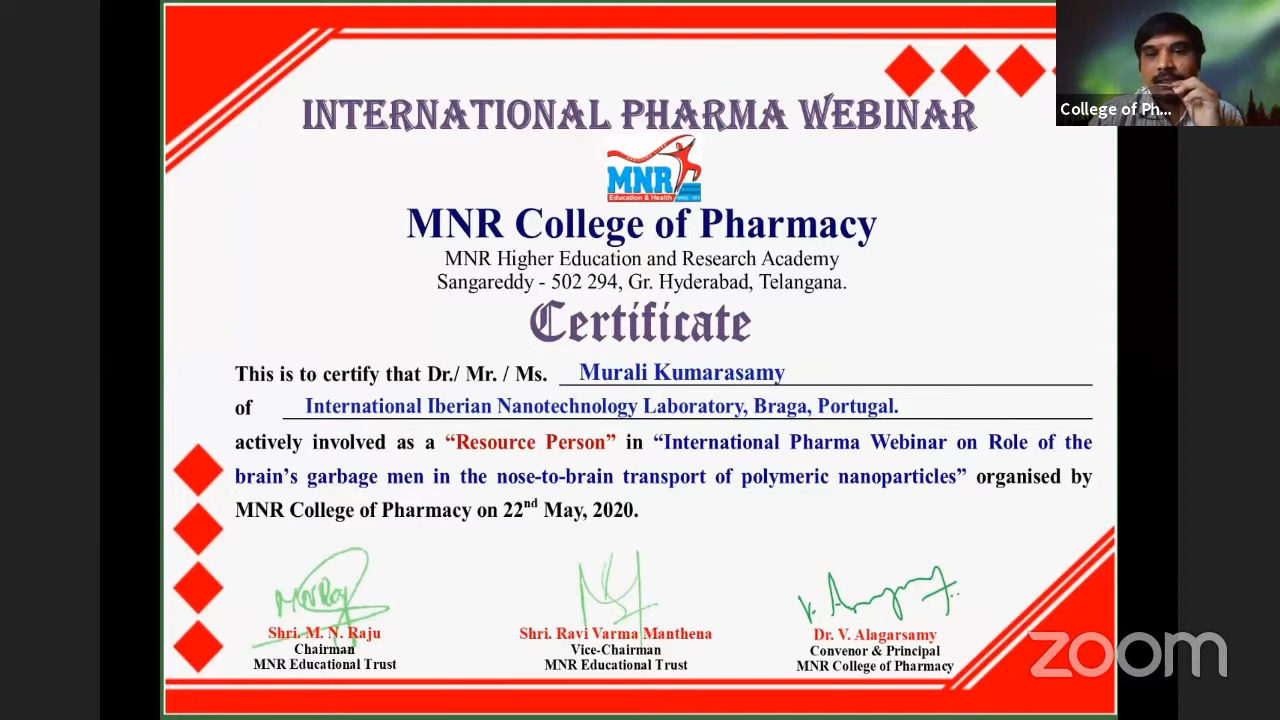 INTERNATIONAL PHARMA WEBINAR
MNR
Education & Health
MNR College of Pharmacy
MNR Higher Education and Research Academy
Sangareddy - 502 294, Gr. Hyderabad, Telangana.
Certificate
This is to certify that Dr./ Mr. / Ms. Murali Kumarasamy
of International Iberian Nanotechnology Laboratory, Braga, Portugal.
actively involved as a “Resource Person” in “International Pharma Webinar on Role of the
brain’s garbage men in the nose-to-brain transport of polymeric nanoparticles” organised by
MNR College of Pharmacy on 22nd May, 2020.
MNRaj
V. Alagarsamy
Shri. M. N. Raju
Chairman
MNR Educational Trust
Shri. Ravi Varma Manthena
Vice-Chairman
MNR Educational Trust
Dr. V. Alagarsamy
Convenor & Principal
MNR College of Pharmacy
College of Ph...
zoom